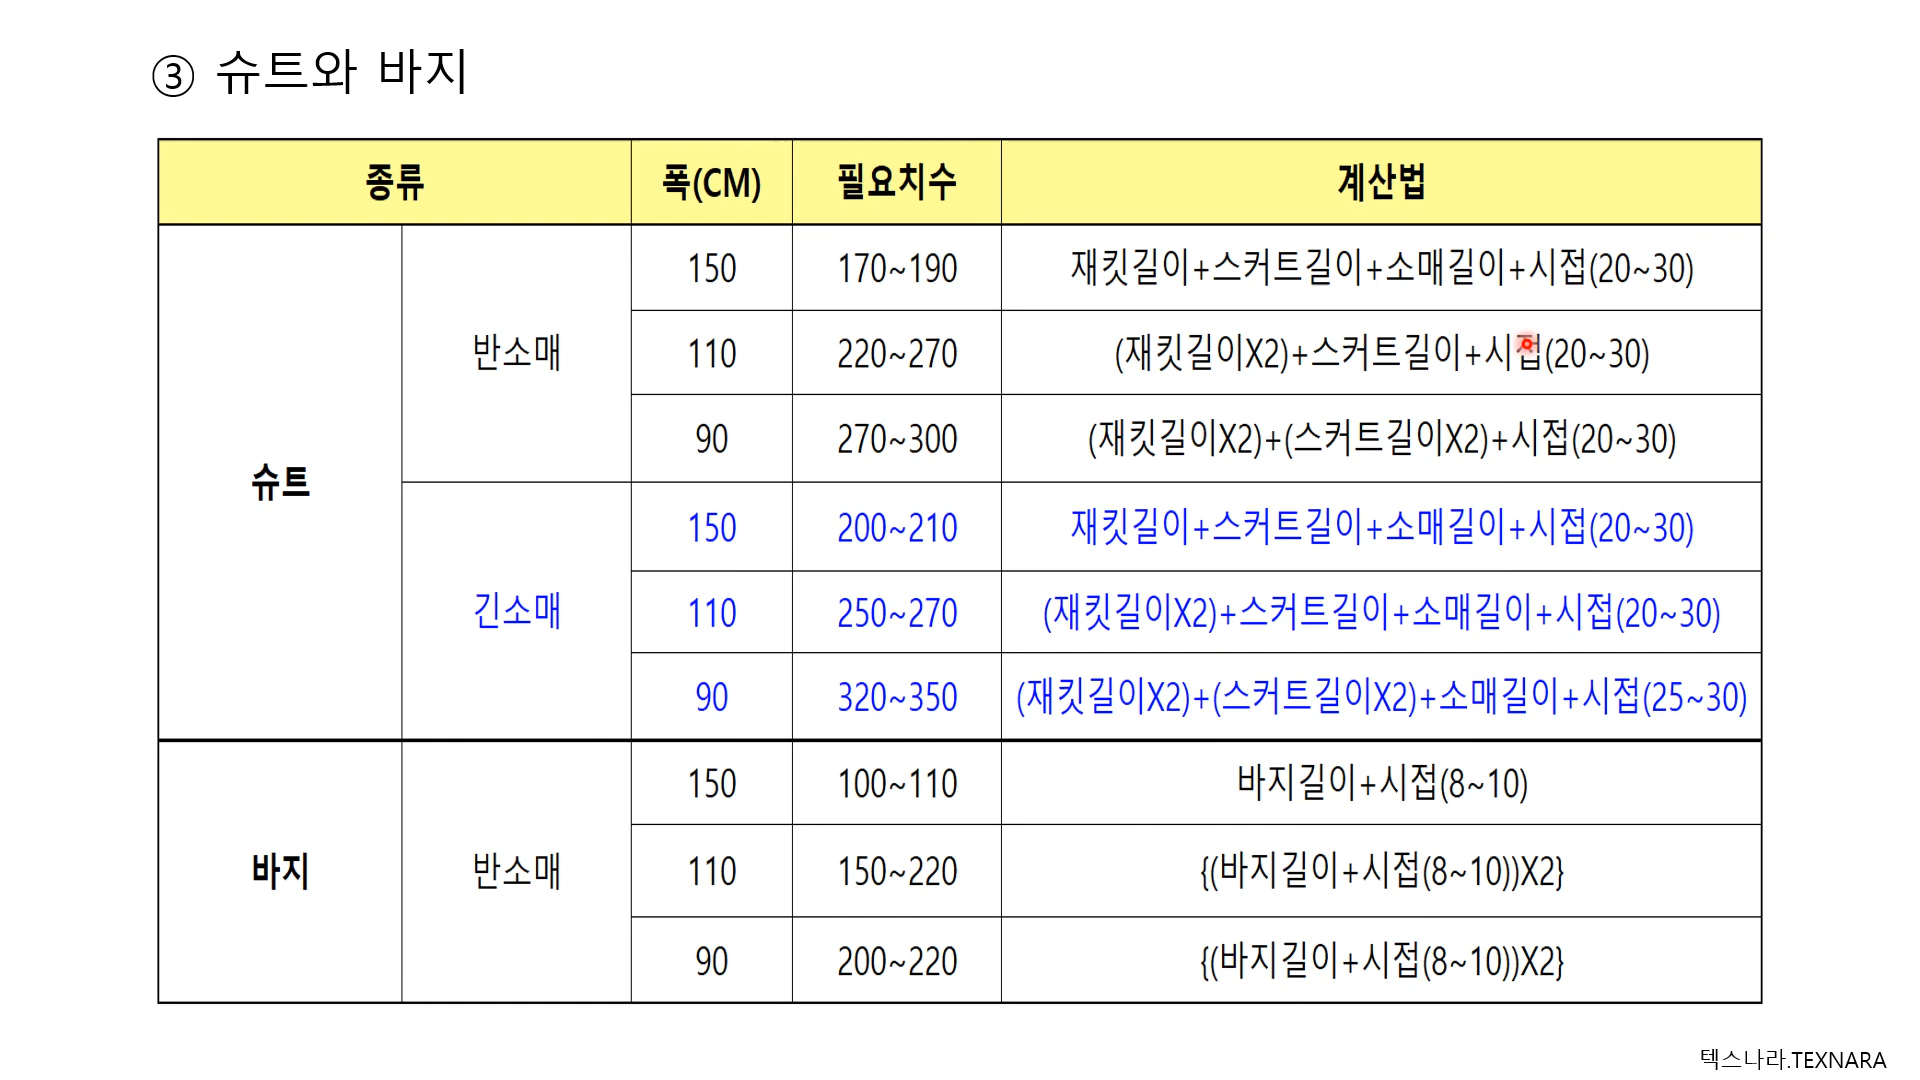 ③ 슈트와 바지
종류 폭(CM) 필요치수 계산법
슈트
반소매
150 170~190 재킷길이+스커트길이+소매길이+시접(20~30)
110 220~270 (재킷길이X2)+스커트길이+시접(20~30)
90 270~300 (재킷길이X2)+(스커트길이X2)+시접(20~30)
긴소매
150 200~210 재킷길이+스커트길이+소매길이+시접(20~30)
110 250~270 (재킷길이X2)+스커트길이+소매길이+시접(20~30)
90 320~350 (재킷길이X2)+(스커트길이X2)+소매길이+시접(25~30)
바지
반소매
150 100~110 바지길이+시접(8~10)
110 150~220 {(바지길이+시접(8~10))X2}
90 200~220 {(바지길이+시접(8~10))X2}
텍스나라.TEXNARA